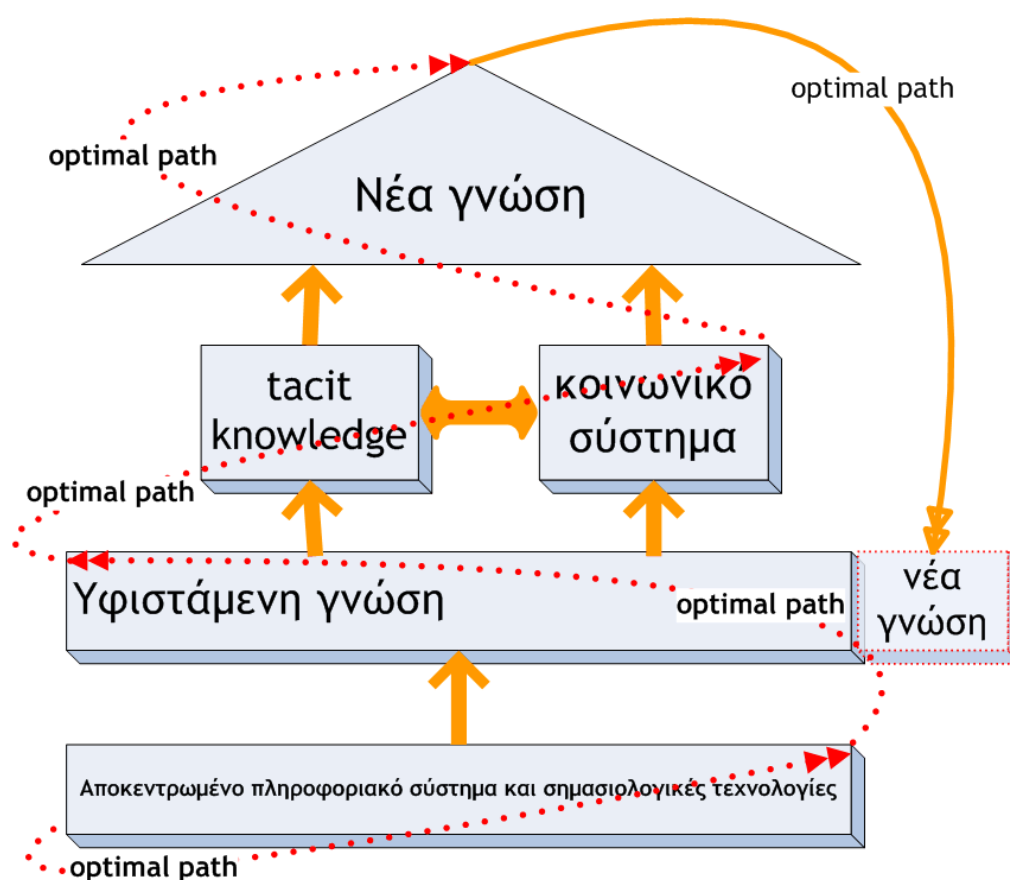 optimal path
optimal path
Νέα γνώση
tacit
knowledge
κοινωνικό
σύστημα
optimal path
Υφιστάμενη γνώση
optimal path
νέα
γνώση
Αποκεντρωμένο πληροφοριακό σύστημα και σημασιολογικές τεχνολογίες
optimal path